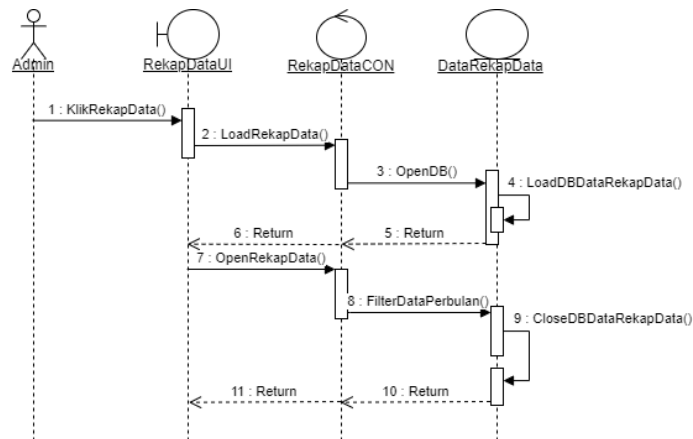 Admin
RekapDataUI
RekapDataCON
DataRekapData
1 : KlikRekapData()
2 : LoadRekapData()
3 : OpenDB()
4 : LoadDBDataRekapData()
5 : Return
6 : Return
7 : OpenRekapData()
8 : FilterDataPerbulan()
9 : CloseDBDataRekapData()
10 : Return
11 : Return